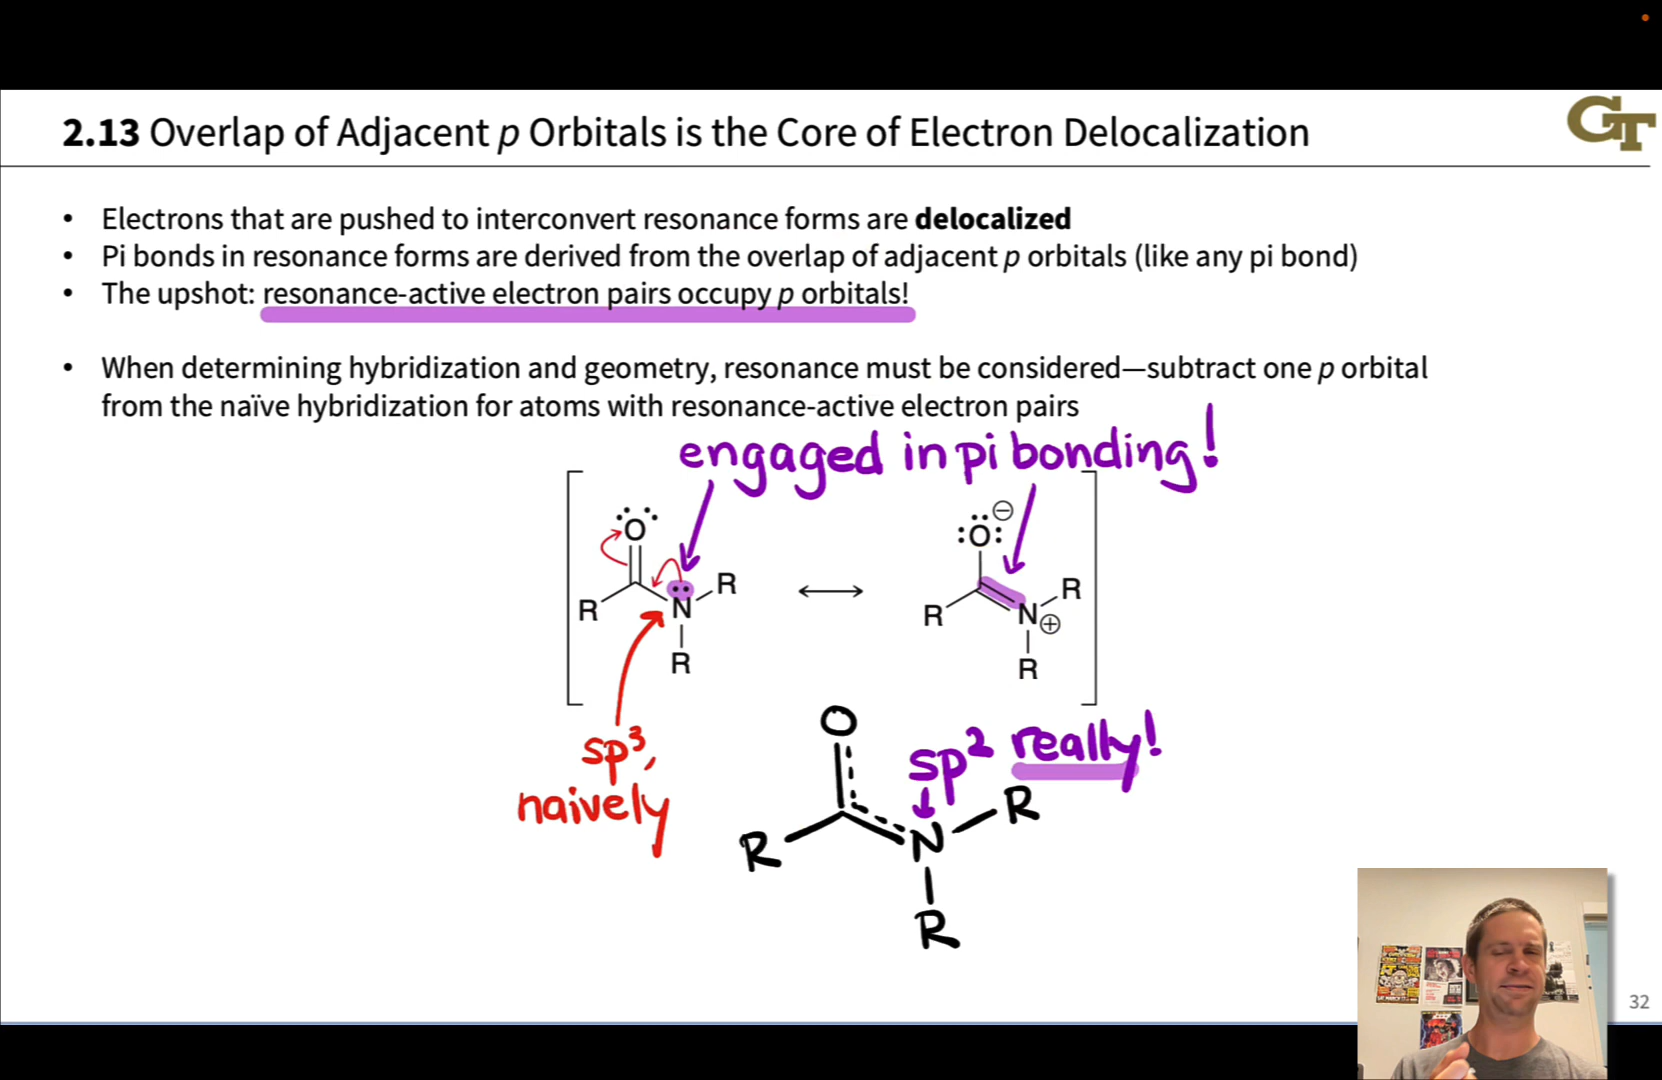 2.13 Overlap of Adjacent p Orbitals is the Core of Electron Delocalization
GT
• Electrons that are pushed to interconvert resonance forms are delocalized
• Pi bonds in resonance forms are derived from the overlap of adjacent p orbitals (like any pi bond)
• The upshot: resonance-active electron pairs occupy p orbitals!
• When determining hybridization and geometry, resonance must be considered—subtract one p orbital
from the naïve hybridization for atoms with resonance-active electron pairs
engaged in pi bonding!
O
R
N
R
R
:O:
⊖
R
N
⊕
R
R
sp³,
naively
O
sp² really!
R
N
R
R
32